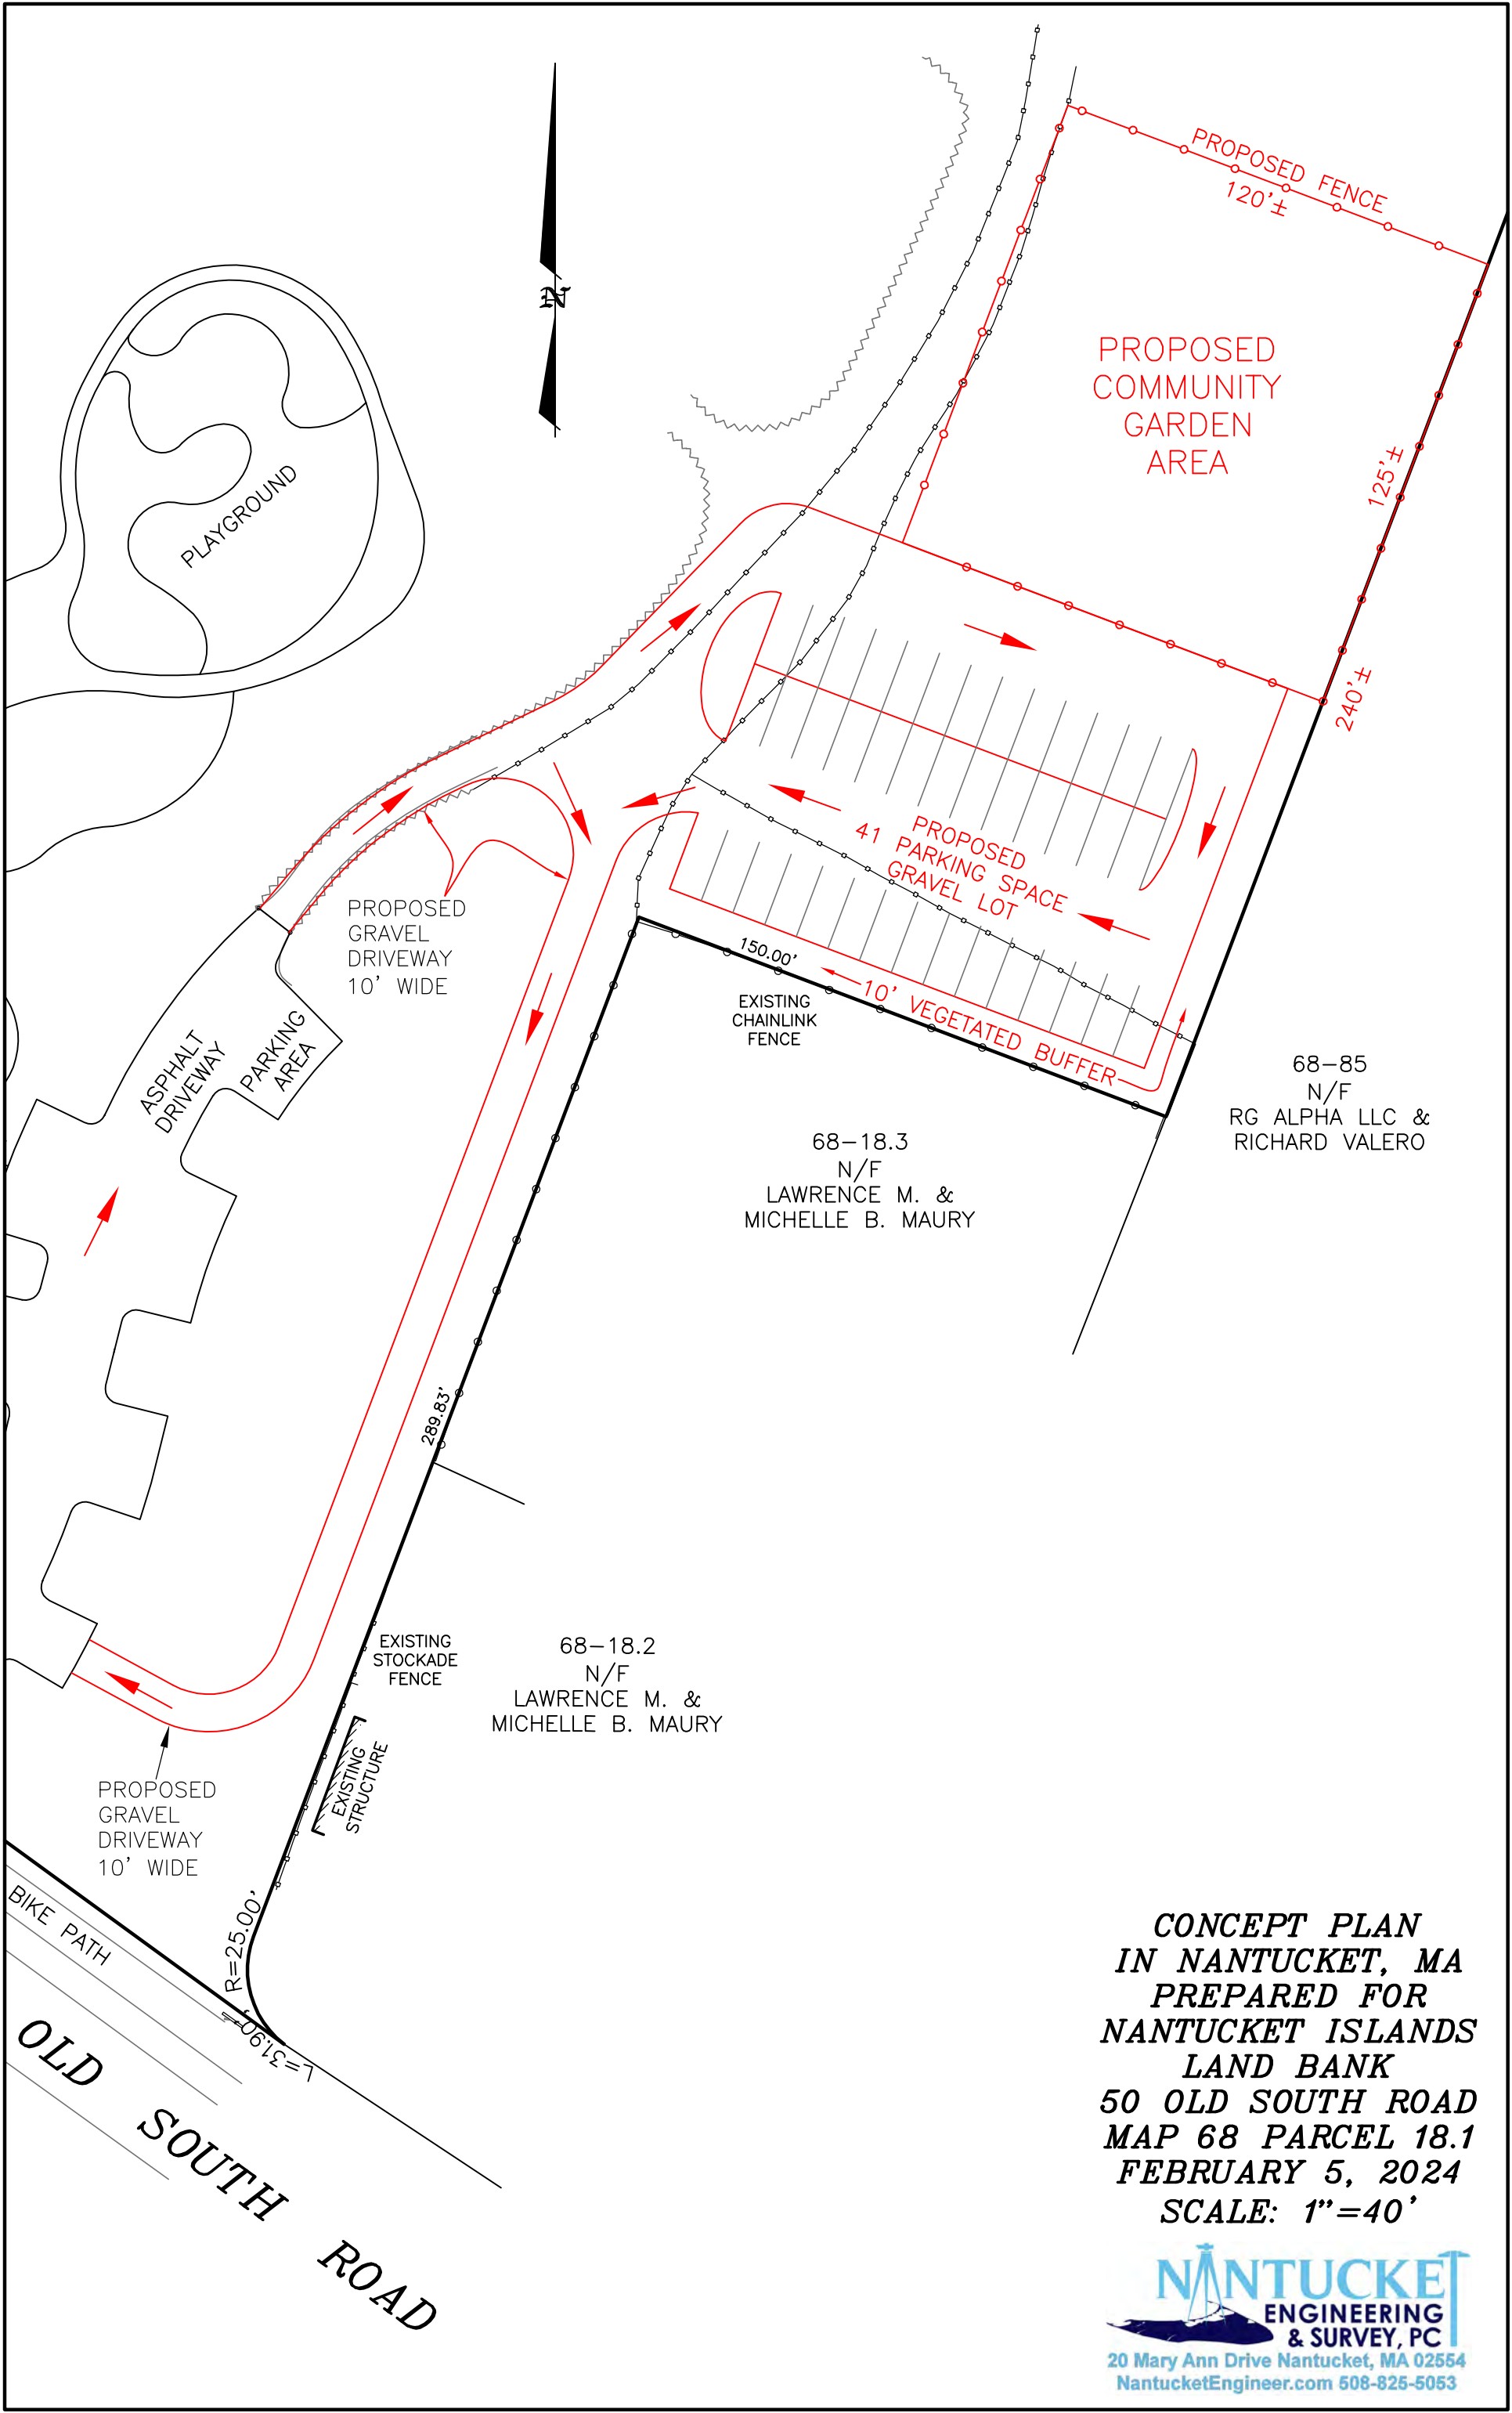 PROPOSED FENCE
120'±
N
PROPOSED
COMMUNITY
GARDEN
AREA
125'±
PLAYGROUND
240'±
PROPOSED
41 PARKING SPACE
GRAVEL LOT
PROPOSED
GRAVEL
DRIVEWAY
10' WIDE
150.00'
EXISTING
CHAINLINK
FENCE
10' VEGETATED BUFFER
ASPHALT
DRIVEWAY
PARKING
AREA
68-85
N/F
RG ALPHA LLC &
RICHARD VALERO
68-18.3
N/F
LAWRENCE M. &
MICHELLE B. MAURY
289.83'
EXISTING
STOCKADE
FENCE
68-18.2
N/F
LAWRENCE M. &
MICHELLE B. MAURY
EXISTING
STRUCTURE
PROPOSED
GRAVEL
DRIVEWAY
10' WIDE
R=25.00'
L=31.90'
BIKE PATH
OLD SOUTH ROAD
CONCEPT PLAN
IN NANTUCKET, MA
PREPARED FOR
NANTUCKET ISLANDS
LAND BANK
50 OLD SOUTH ROAD
MAP 68 PARCEL 18.1
FEBRUARY 5, 2024
SCALE: 1"=40'
NANTUCKET
ENGINEERING
& SURVEY, PC
20 Mary Ann Drive Nantucket, MA 02554
NantucketEngineer.com 508-825-5053